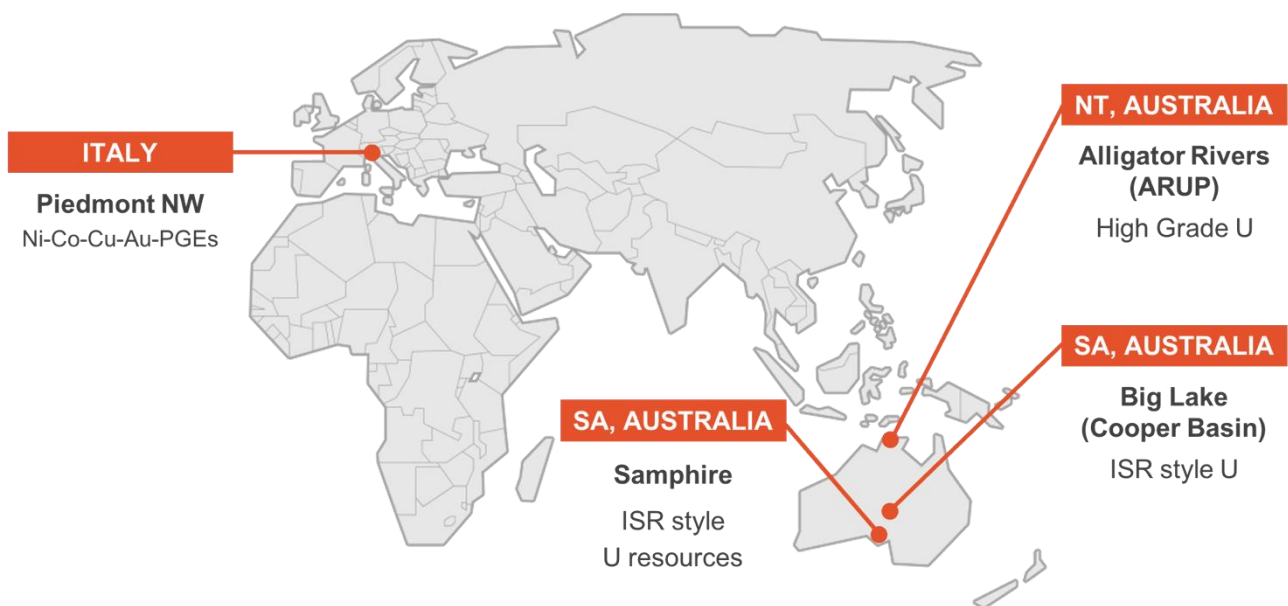 ITALY
Piedmont NW
Ni-Co-Cu-Au-PGEs
NT, AUSTRALIA
Alligator Rivers
(ARUP)
High Grade U
SA, AUSTRALIA
Big Lake
(Cooper Basin)
ISR style U
SA, AUSTRALIA
Samphire
ISR style
U resources